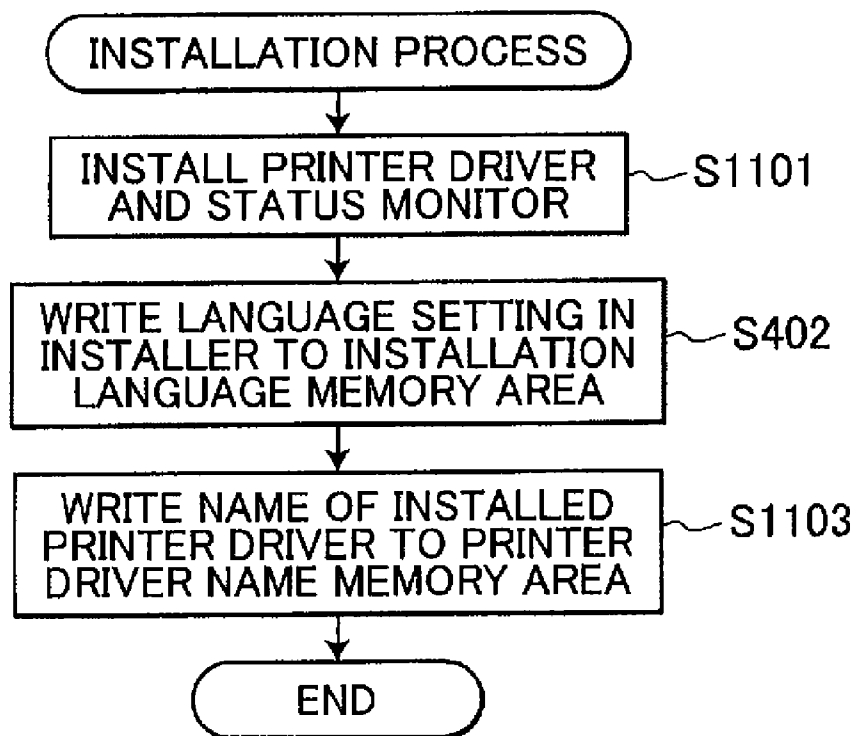 INSTALLATION PROCESS
INSTALL PRINTER DRIVER
AND STATUS MONITOR
S1101
WRITE LANGUAGE SETTING IN
INSTALLER TO INSTALLATION
LANGUAGE MEMORY AREA
S402
WRITE NAME OF INSTALLED
PRINTER DRIVER TO PRINTER
DRIVER NAME MEMORY AREA
S1103
END